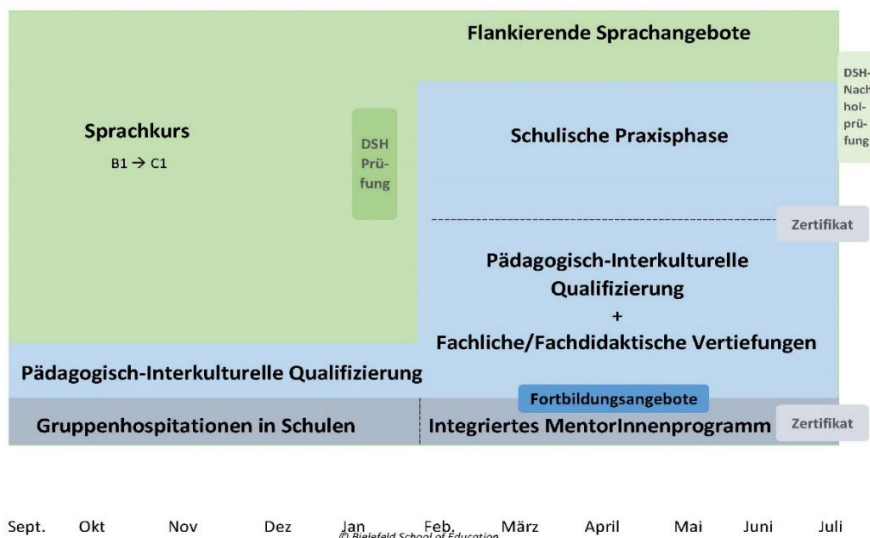 Flankierende Sprachangebote
DSH-
Nach
hol-
prü-
fung
Sprachkurs
B1 → C1
DSH
Prü-
fung
Schulische Praxisphase
Zertifikat
Pädagogisch-Interkulturelle
Qualifizierung
+
Fachliche/Fachdidaktische Vertiefungen
Pädagogisch-Interkulturelle Qualifizierung
Fortbildungsangebote
Gruppenhospitationen in Schulen
Integriertes MentorInnenprogramm
Zertifikat
Sept. Okt Nov Dez Jan Feb. März April Mai Juni Juli
© Bielefeld School of Education